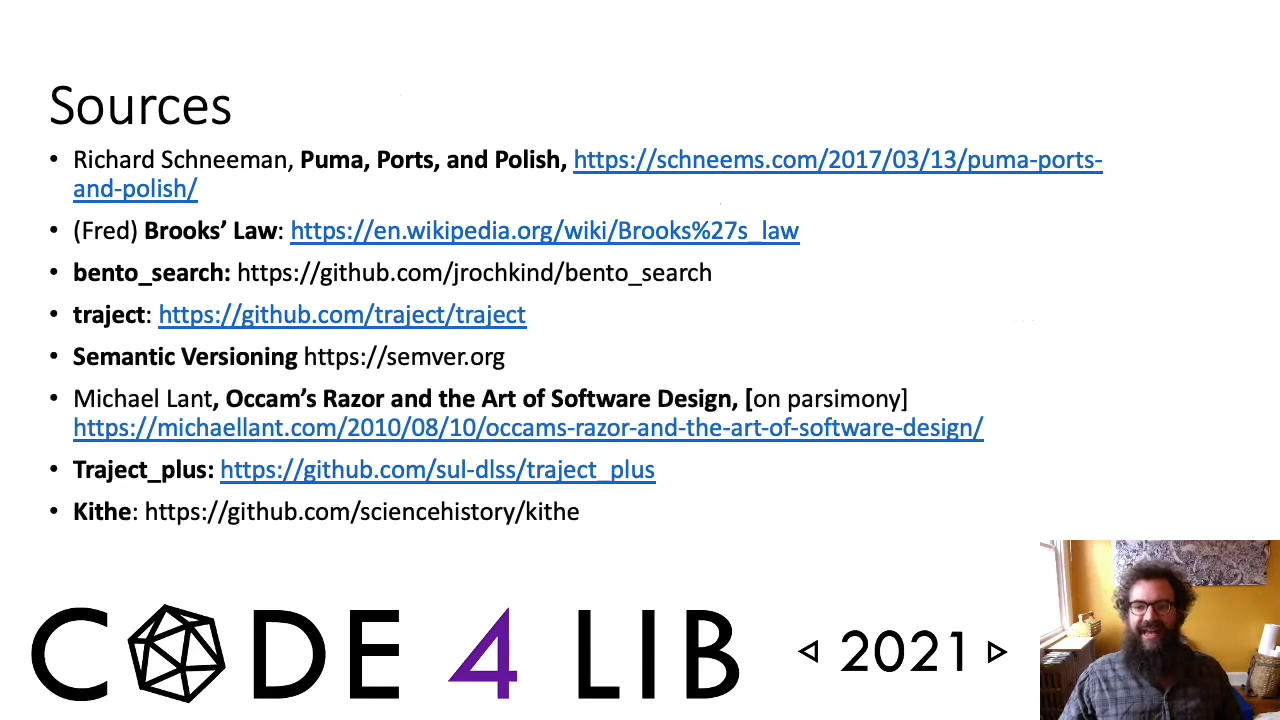 Sources
• Richard Schneeman, Puma, Ports, and Polish, https://schneems.com/2017/03/13/puma-ports-
and-polish/
• (Fred) Brooks’ Law: https://en.wikipedia.org/wiki/Brooks%27s_law
• bento_search: https://github.com/jrochkind/bento_search
• traject: https://github.com/traject/traject
• Semantic Versioning https://semver.org
• Michael Lant, Occam’s Razor and the Art of Software Design, [on parsimony]
https://michaellant.com/2010/08/10/occams-razor-and-the-art-of-software-design/
• Traject_plus: https://github.com/sul-dlss/traject_plus
• Kithe: https://github.com/sciencehistory/kithe
CODE 4 LIB 2021